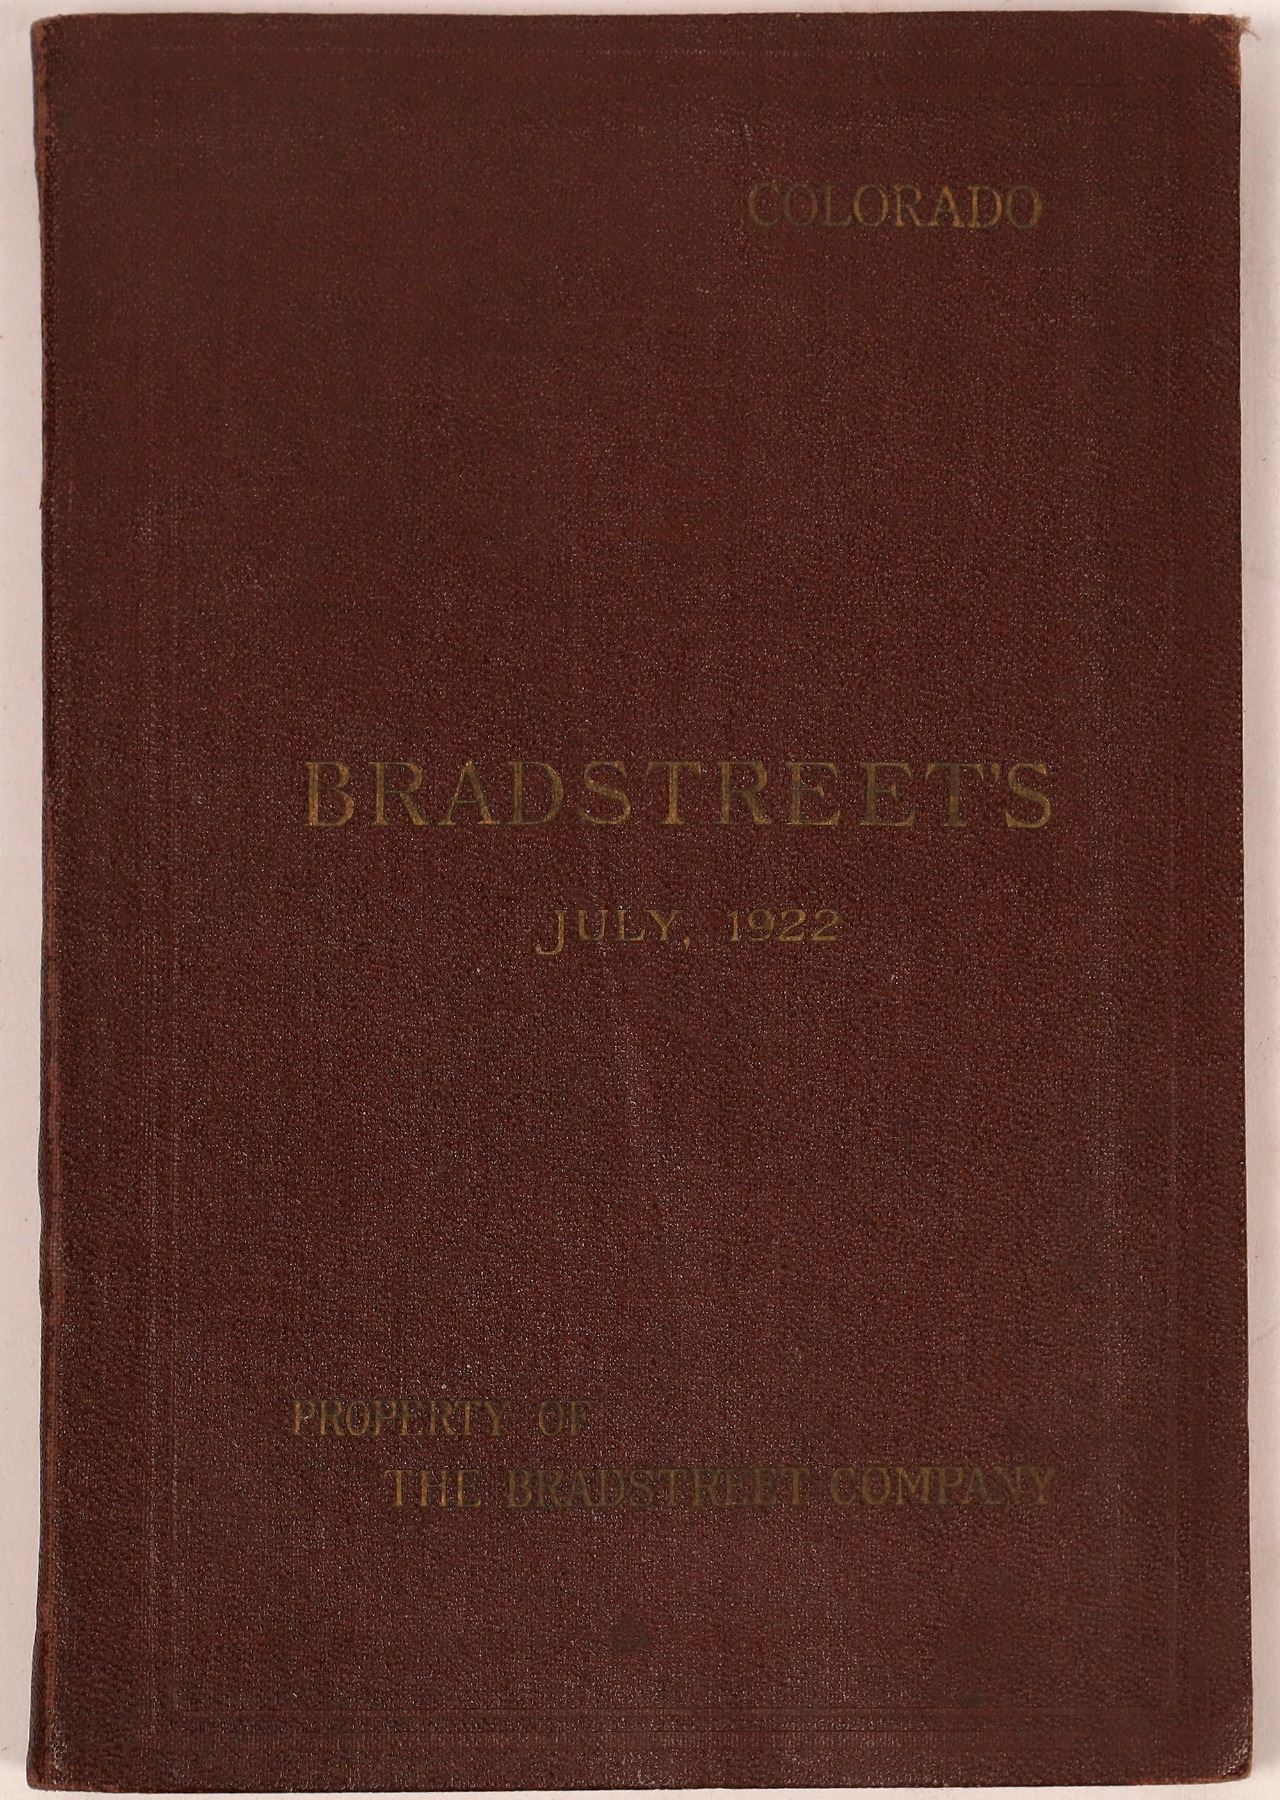 COLORADO
BRADSTREET'S
JULY, 1922
PROPERTY OF
THE BRADSTREET COMPANY